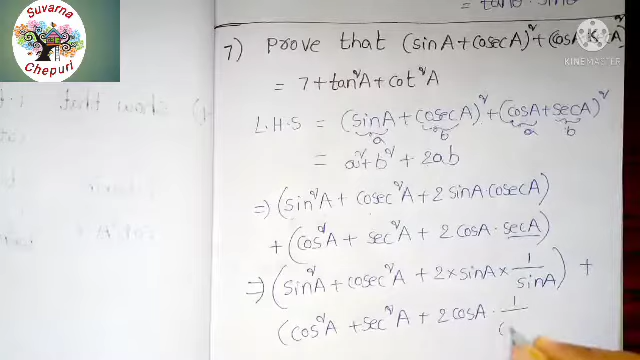 Suvarna
Chepuri
= tanθ · sinθ
7) Prove that (sinA + cosecA)² + (cosA
K
KINEMASTER
= 7 + tan²A + cot²A
L.H.S = (sinA + cosecA)² + (cosA + secA)²
a b a b
= a² + b² + 2ab
⇒ (sin²A + cosec²A + 2 sinA · cosecA)
+ (cos²A + sec²A + 2 cosA · secA)
⇒ (sin²A + cosec²A + 2 × sinA × 1/sinA) +
(cos²A + sec²A + 2 cosA · 1/